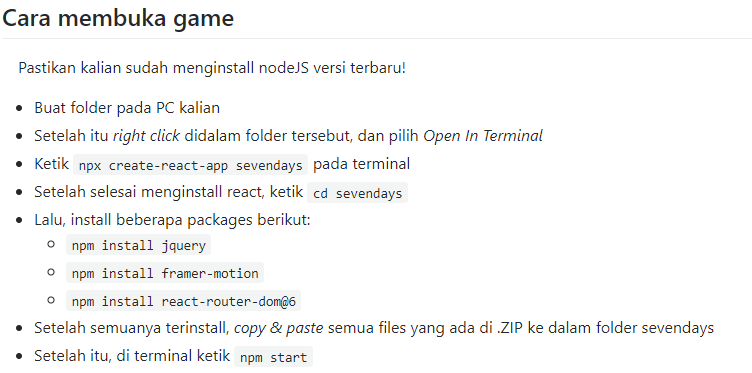 Cara membuka game
Pastikan kalian sudah menginstall nodeJS versi terbaru!
Buat folder pada PC kalian
Setelah itu right click didalam folder tersebut, dan pilih Open In Terminal
Ketik npx create-react-app sevendays pada terminal
Setelah selesai menginstall react, ketik cd sevendays
Lalu, install beberapa packages berikut:
npm install jquery
npm install framer-motion
npm install react-router-dom@6
Setelah semuanya terinstall, copy & paste semua files yang ada di .ZIP ke dalam folder sevendays
Setelah itu, di terminal ketik npm start